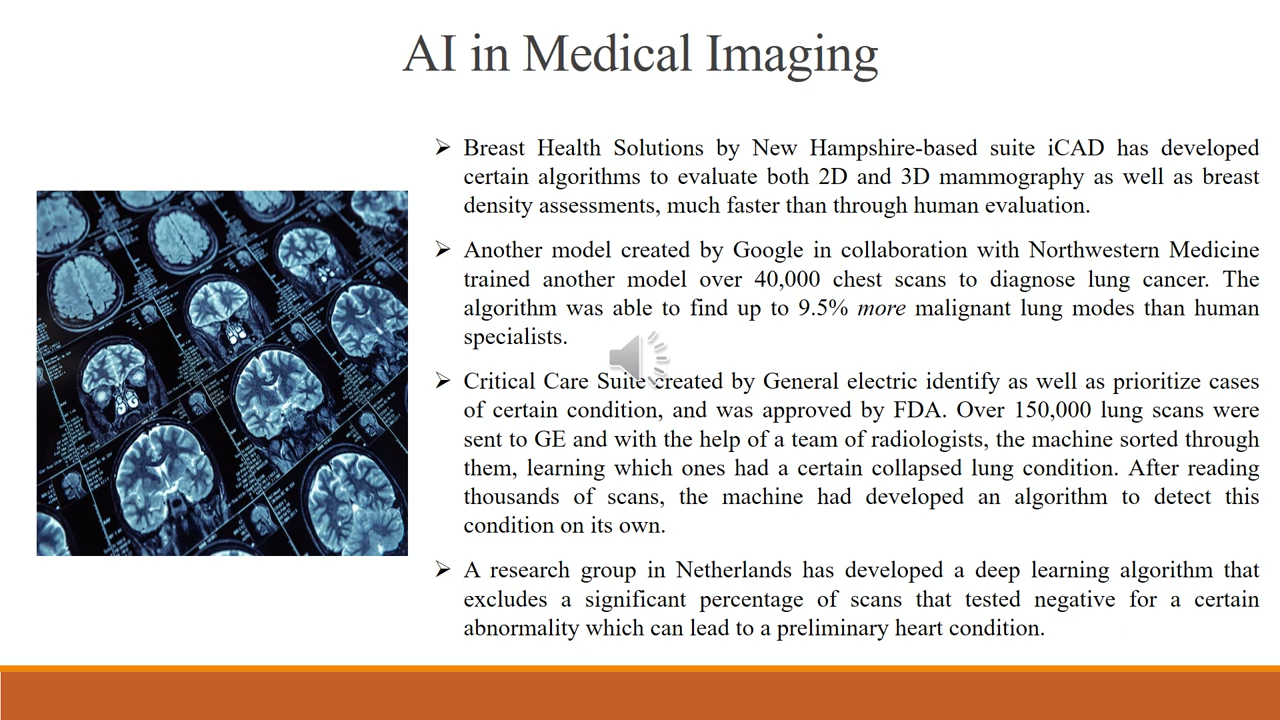 AI in Medical Imaging
➢ Breast Health Solutions by New Hampshire-based suite iCAD has developed
certain algorithms to evaluate both 2D and 3D mammography as well as breast
density assessments, much faster than through human evaluation.
➢ Another model created by Google in collaboration with Northwestern Medicine
trained another model over 40,000 chest scans to diagnose lung cancer. The
algorithm was able to find up to 9.5% more malignant lung modes than human
specialists.
➢ Critical Care Suite created by General electric identify as well as prioritize cases
of certain condition, and was approved by FDA. Over 150,000 lung scans were
sent to GE and with the help of a team of radiologists, the machine sorted through
them, learning which ones had a certain collapsed lung condition. After reading
thousands of scans, the machine had developed an algorithm to detect this
condition on its own.
➢ A research group in Netherlands has developed a deep learning algorithm that
excludes a significant percentage of scans that tested negative for a certain
abnormality which can lead to a preliminary heart condition.